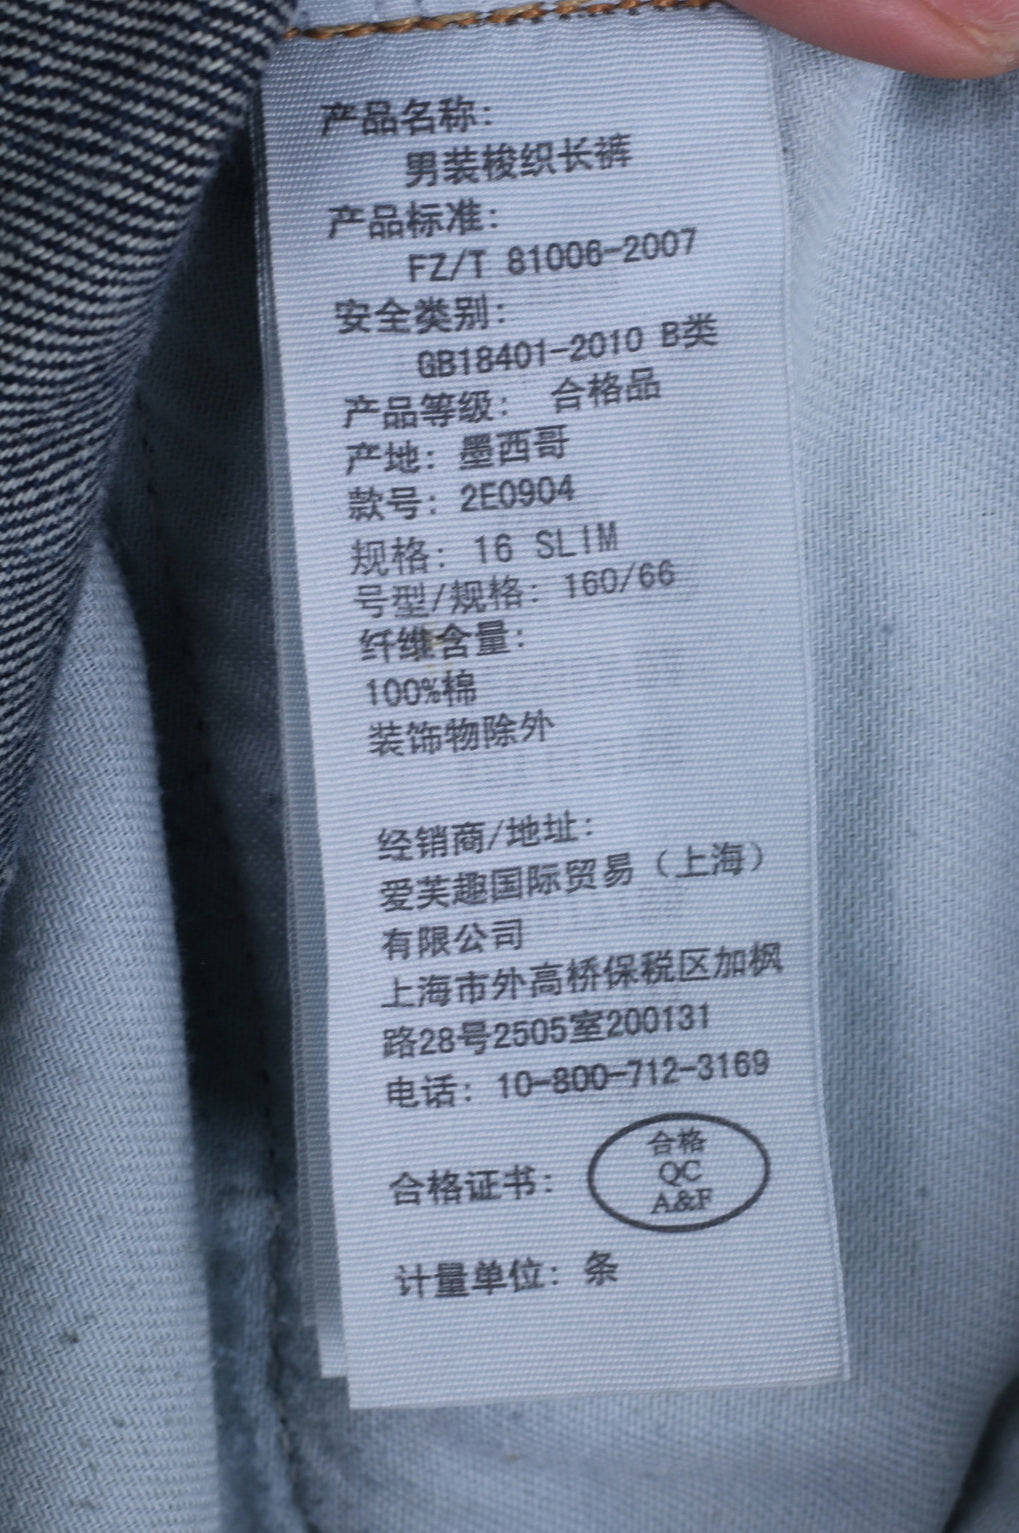 产品名称:
男装梭织长裤
产品标准:
FZ/T 81006-2007
安全类别:
GB18401-2010 B类
产品等级: 合格品
产地: 墨西哥
款号: 2E0904
规格: 16 SLIM
号型/规格: 160/66
纤维含量:
100%棉
装饰物除外
经销商/地址:
爱芙趣国际贸易（上海）
有限公司
上海市外高桥保税区加枫
路28号2505室200131
电话: 10-800-712-3169
合格
QC
A&F
合格证书:
计量单位: 条